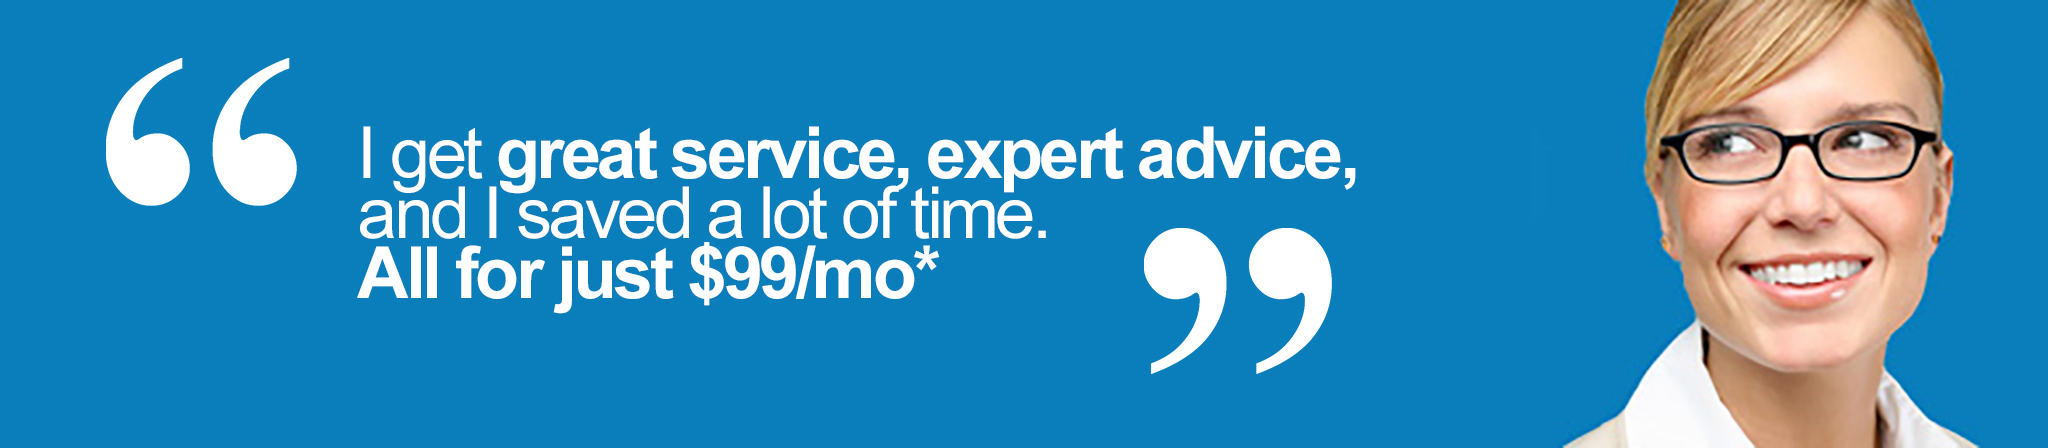 “ I get great service, expert advice,
and I saved a lot of time.
All for just $99/mo* ”